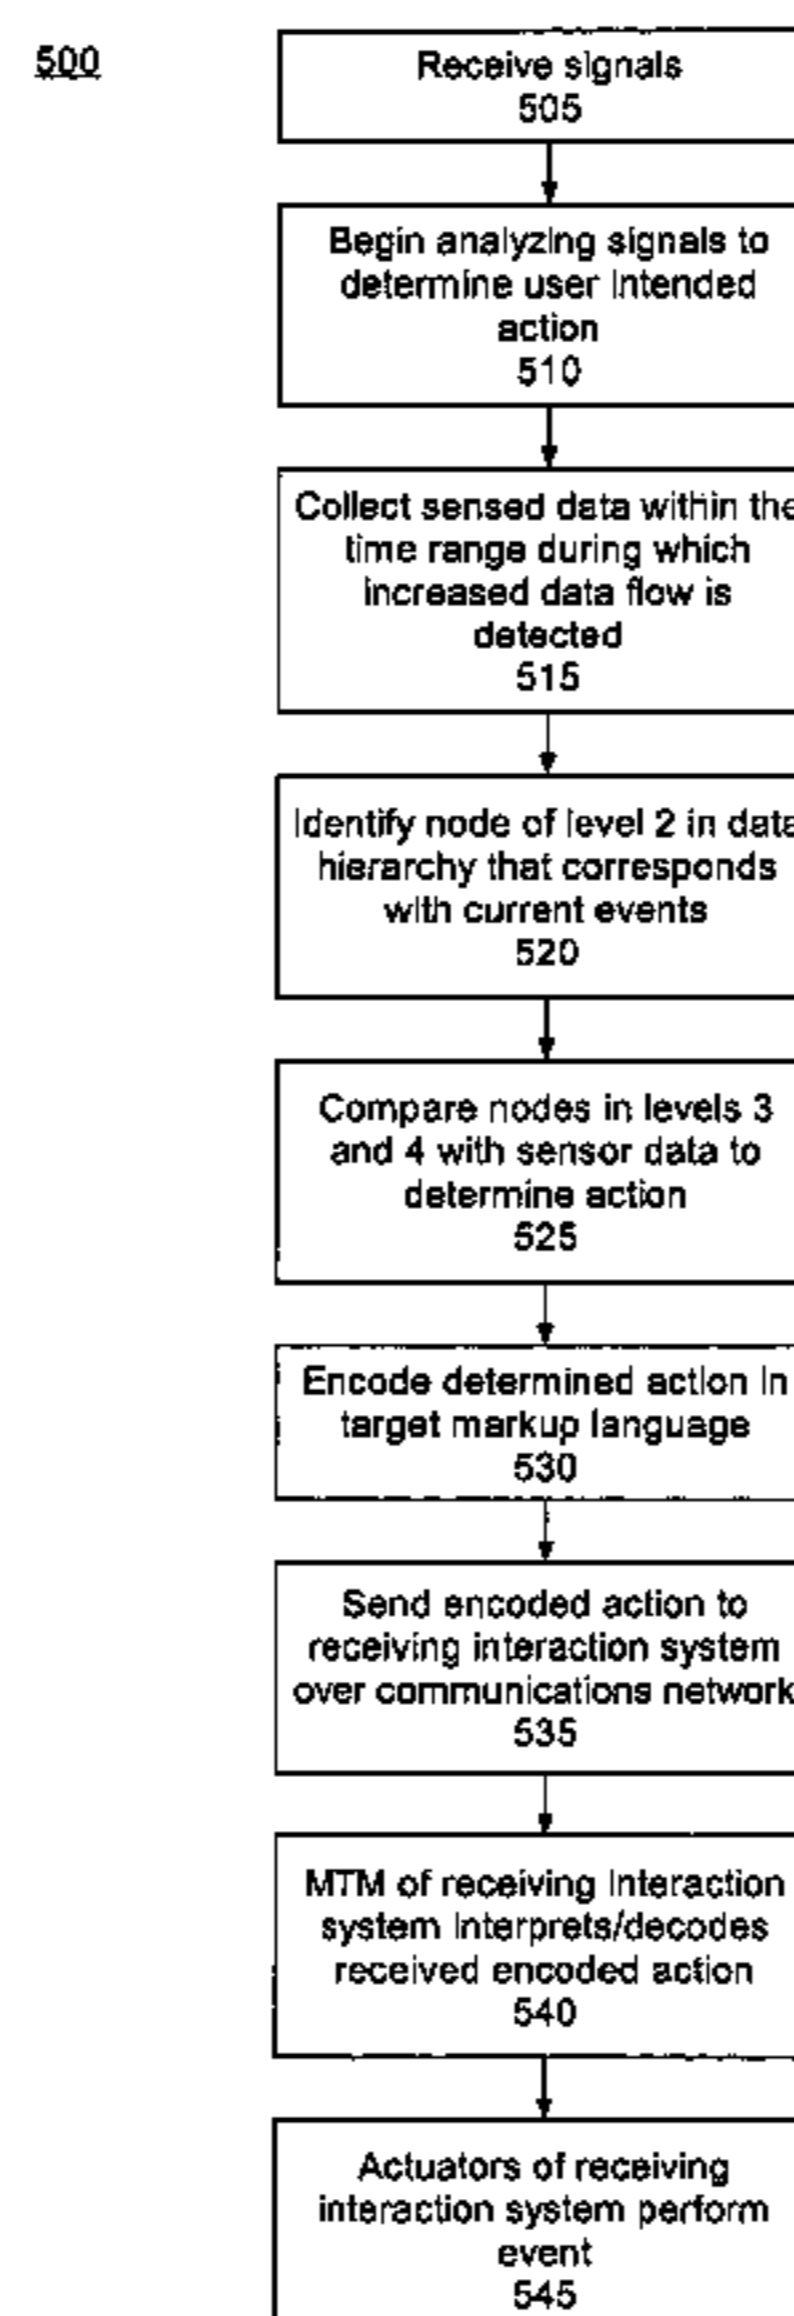 500
Receive signals
505
Begin analyzing signals to
determine user intended
action
510
Collect sensed data within the
time range during which
increased data flow is
detected
515
Identify node of level 2 in data
hierarchy that corresponds
with current events
520
Compare nodes in levels 3
and 4 with sensor data to
determine action
525
Encode determined action in
target markup language
530
Send encoded action to
receiving interaction system
over communications network
535
MTM of receiving interaction
system interprets/decodes
received encoded action
540
Actuators of receiving
interaction system perform
event
545